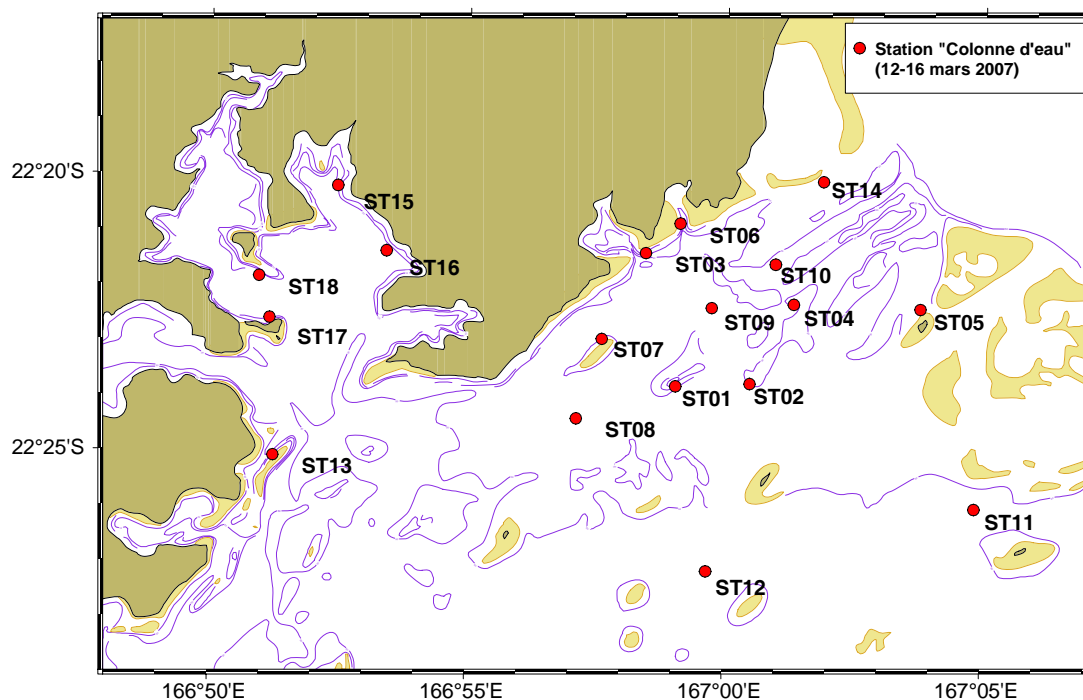 Station "Colonne d'eau"
(12-16 mars 2007)
22°20'S
ST15
ST14
ST06
ST16
ST03
ST10
ST18
ST09
ST04
ST05
ST17
ST07
ST01
ST02
ST08
22°25'S
ST13
ST11
ST12
166°50'E
166°55'E
167°00'E
167°05'E